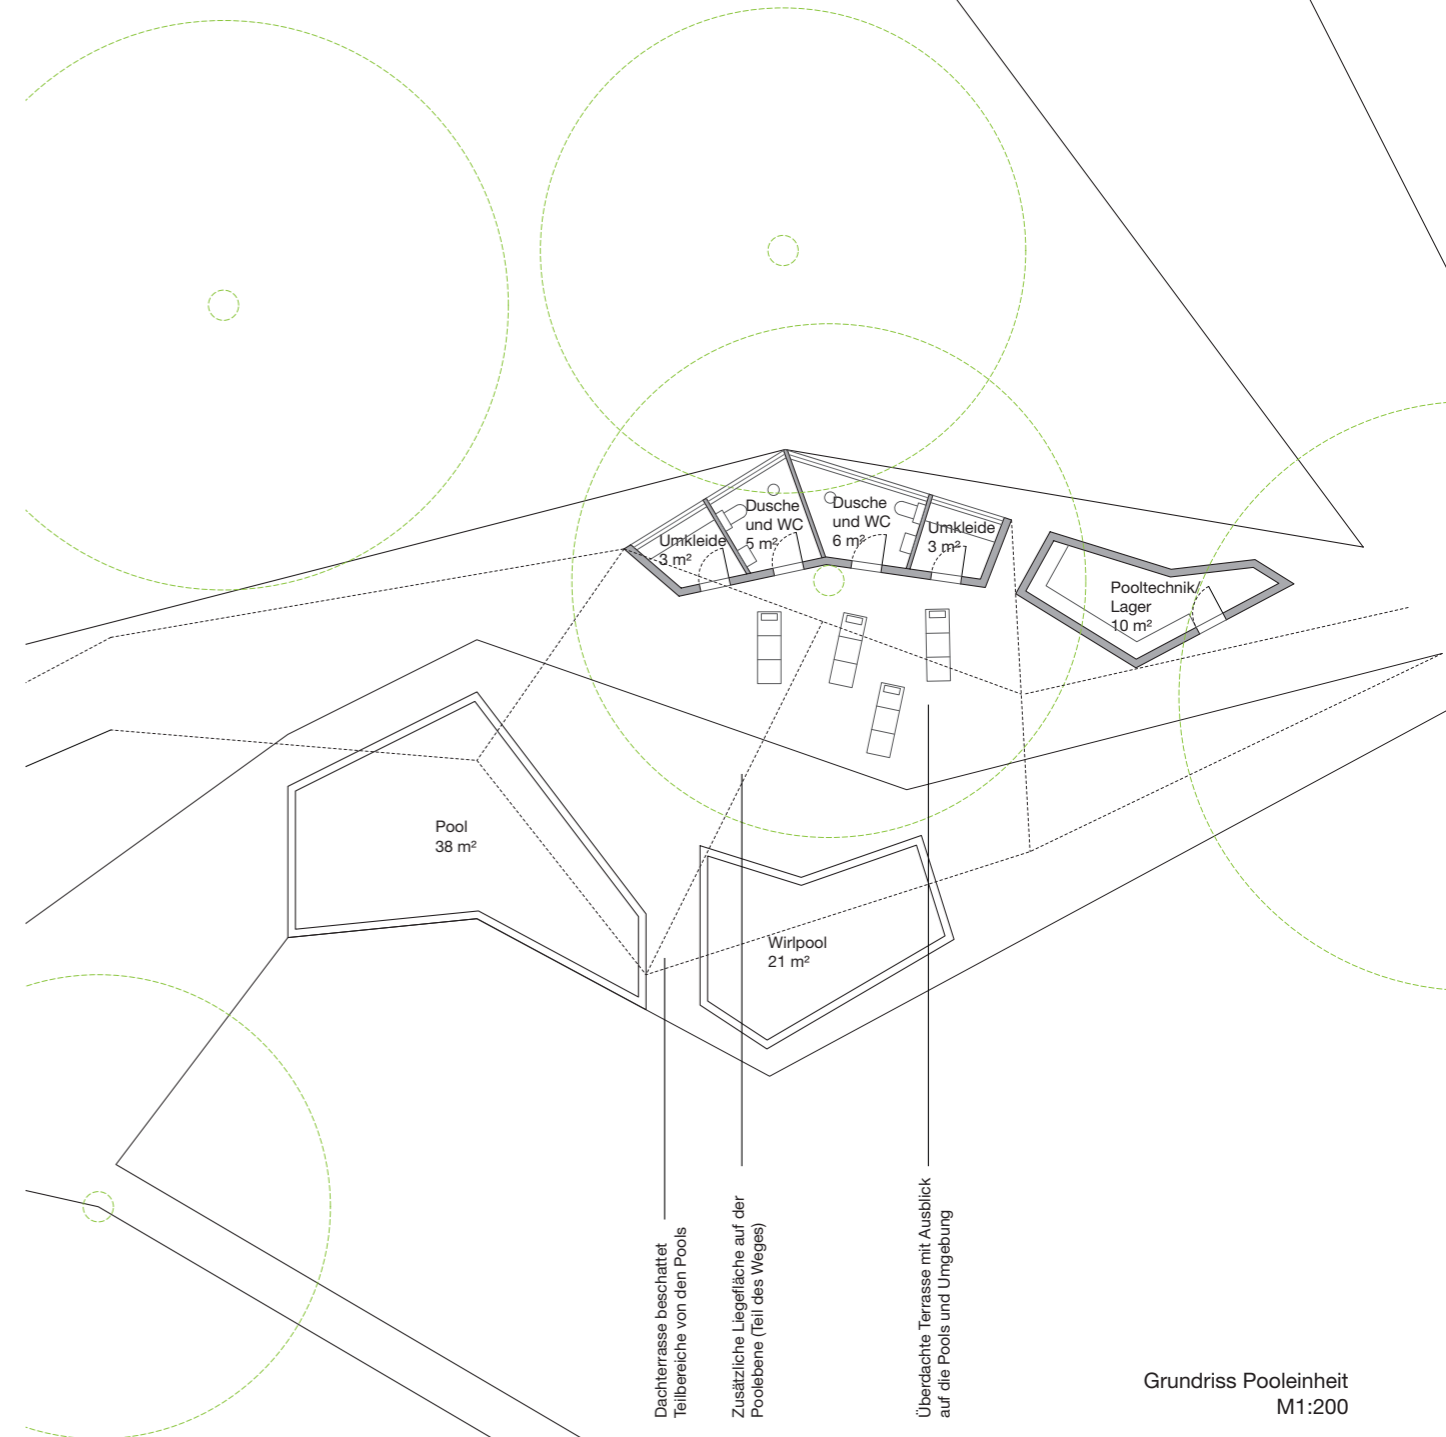 Dusche
und WC
5 m²
Dusche
und WC
6 m²
Umkleide
3 m²
Umkleide
3 m²
Pooltechnik/
Lager
10 m²
Pool
38 m²
Wirlpool
21 m²
Dachterrasse beschattet
Teilbereiche von den Pools
Zusätzliche Liegefläche auf der
Poolebene (Teil des Weges)
Überdachte Terrasse mit Ausblick
auf die Pools und Umgebung
Grundriss Pooleinheit
M1:200